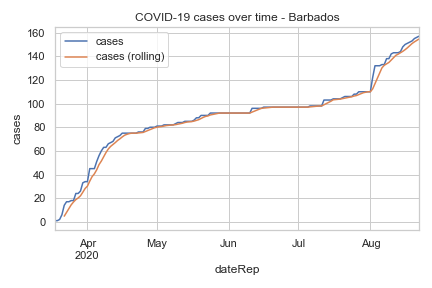 COVID-19 cases over time - Barbados
cases
cases (rolling)
cases
160
140
120
100
80
60
40
20
0
Apr
2020
May
Jun
Jul
Aug
dateRep